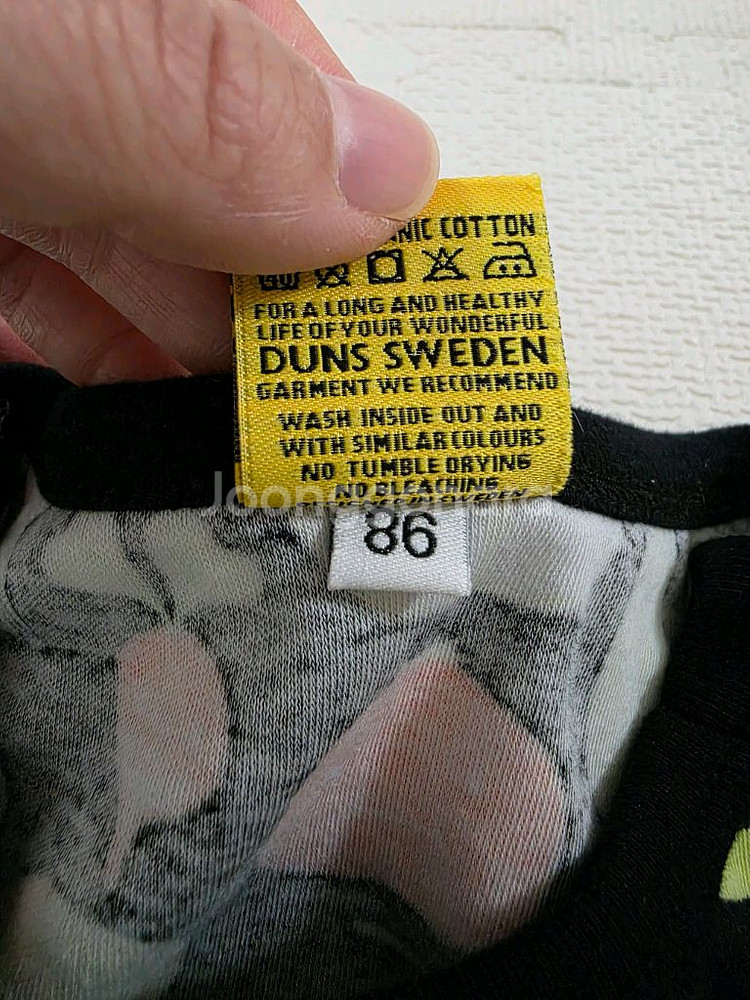 NIC COTTON
FOR A LONG AND HEALTHY
LIFE OF YOUR WONDERFUL
DUNS SWEDEN
GARMENT WE RECOMMEND
WASH INSIDE OUT AND
WITH SIMILAR COLOURS
NO TUMBLE DRYING
NO BLEACHING
86